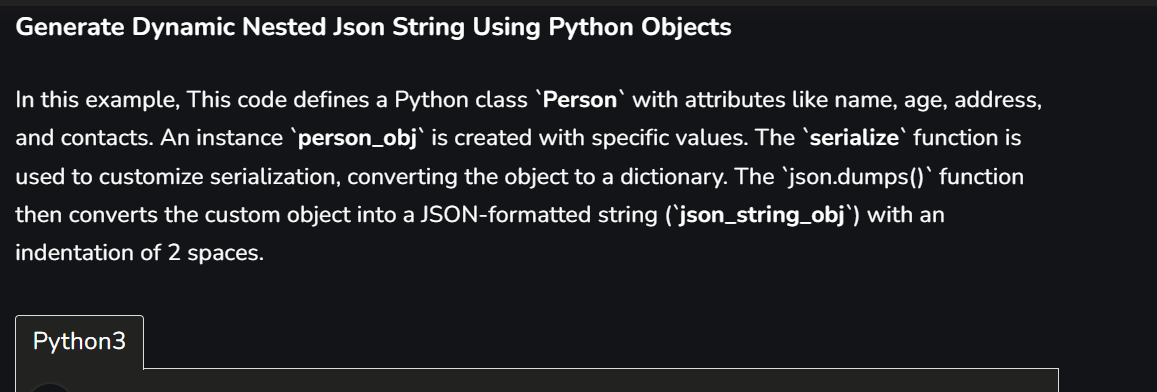 Generate Dynamic Nested Json String Using Python Objects
In this example, This code defines a Python class `Person` with attributes like name, age, address,
and contacts. An instance `person_obj` is created with specific values. The `serialize` function is
used to customize serialization, converting the object to a dictionary. The `json.dumps()` function
then converts the custom object into a JSON-formatted string (`json_string_obj`) with an
indentation of 2 spaces.
Python3